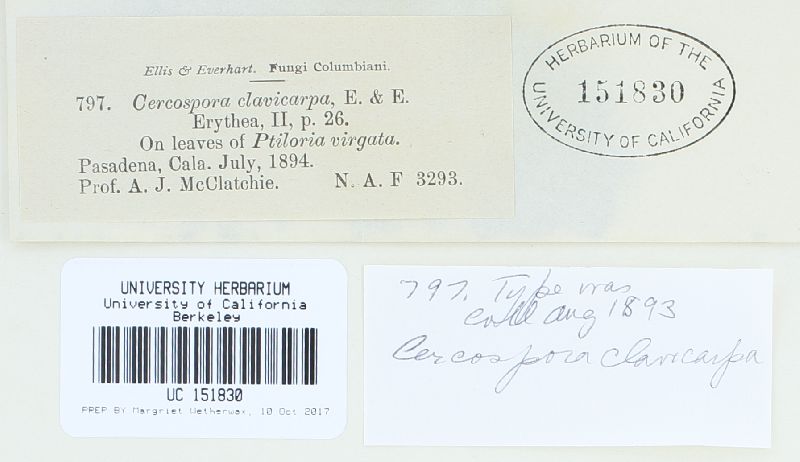 Ellis & Everhart. Fungi Columbiani.
797. Cercospora clavicarpa, E. & E.
Erythea, II, p. 26.
On leaves of Ptiloria virgata.
Pasadena, Cala. July, 1894.
Prof. A. J. McClatchie. N. A. F 3293.
HERBARIUM OF THE
151830
UNIVERSITY OF CALIFORNIA
UNIVERSITY HERBARIUM
University of California
Berkeley
UC 151830
PREP BY Margriet Wetherwax, 10 Oct 2017
797. Type was
coll aug 1893
Cercospora clavicarpa